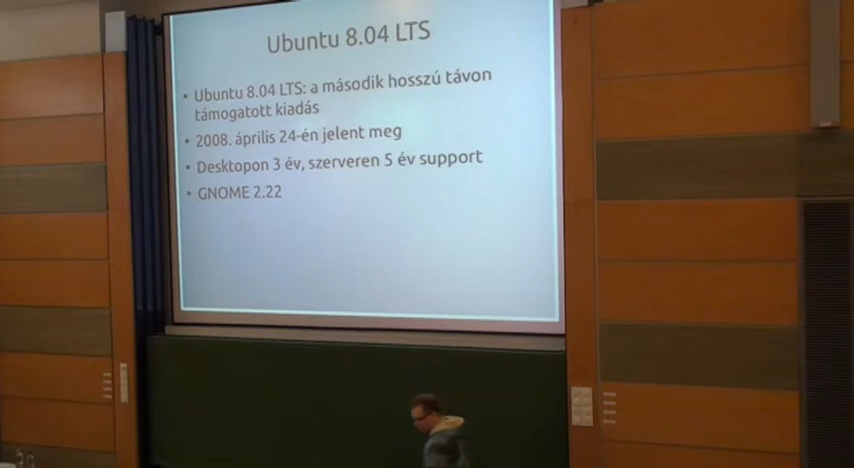 Ubuntu 8.04 LTS
• Ubuntu 8.04 LTS: a második hosszú távon
támogatott kiadás
• 2008. április 24-én jelent meg
• Desktopon 3 év, szerveren 5 év support
• GNOME 2.22